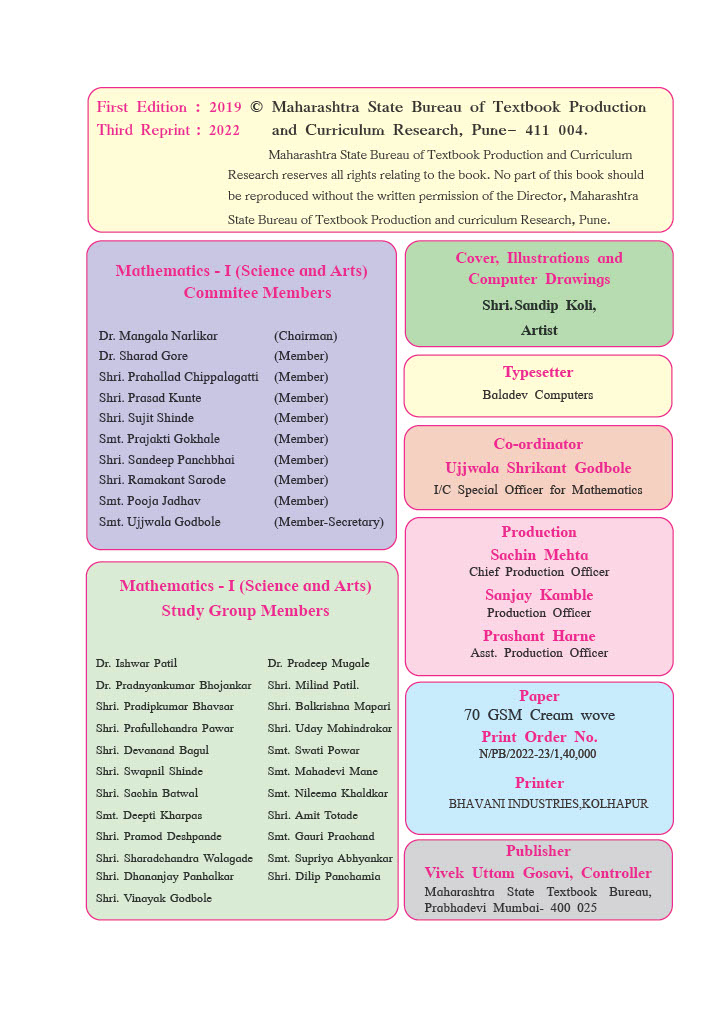 First Edition : 2019 © Maharashtra State Bureau of Textbook Production
Third Reprint : 2022 and Curriculum Research, Pune– 411 004.
Maharashtra State Bureau of Textbook Production and Curriculum
Research reserves all rights relating to the book. No part of this book should
be reproduced without the written permission of the Director, Maharashtra
State Bureau of Textbook Production and curriculum Research, Pune.
Mathematics - I (Science and Arts)
Commitee Members
Dr. Mangala Narlikar (Chairman)
Dr. Sharad Gore (Member)
Shri. Prahallad Chippalagatti (Member)
Shri. Prasad Kunte (Member)
Shri. Sujit Shinde (Member)
Smt. Prajakti Gokhale (Member)
Shri. Sandeep Panchbhai (Member)
Shri. Ramakant Sarode (Member)
Smt. Pooja Jadhav (Member)
Smt. Ujjwala Godbole (Member-Secretary)
Mathematics - I (Science and Arts)
Study Group Members
Dr. Ishwar Patil Dr. Pradeep Mugale
Dr. Pradnyankumar Bhojankar Shri. Milind Patil.
Shri. Pradipkumar Bhavsar Shri. Balkrishna Mapari
Shri. Prafullchandra Pawar Shri. Uday Mahindrakar
Shri. Devanand Bagul Smt. Swati Powar
Shri. Swapnil Shinde Smt. Mahadevi Mane
Shri. Sachin Batwal Smt. Nileema Khaldkar
Smt. Deepti Kharpas Shri. Amit Totade
Shri. Pramod Deshpande Smt. Gauri Prachand
Shri. Sharadchandra Walagade Smt. Supriya Abhyankar
Shri. Dhananjay Panhalkar Shri. Dilip Panchamia
Shri. Vinayak Godbole
Cover, Illustrations and
Computer Drawings
Shri. Sandip Koli,
Artist
Typesetter
Baladev Computers
Co-ordinator
Ujjwala Shrikant Godbole
I/C Special Officer for Mathematics
Production
Sachin Mehta
Chief Production Officer
Sanjay Kamble
Production Officer
Prashant Harne
Asst. Production Officer
Paper
70 GSM Cream wove
Print Order No.
N/PB/2022-23/1,40,000
Printer
BHAVANI INDUSTRIES,KOLHAPUR
Publisher
Vivek Uttam Gosavi, Controller
Maharashtra State Textbook Bureau,
Prabhadevi Mumbai- 400 025